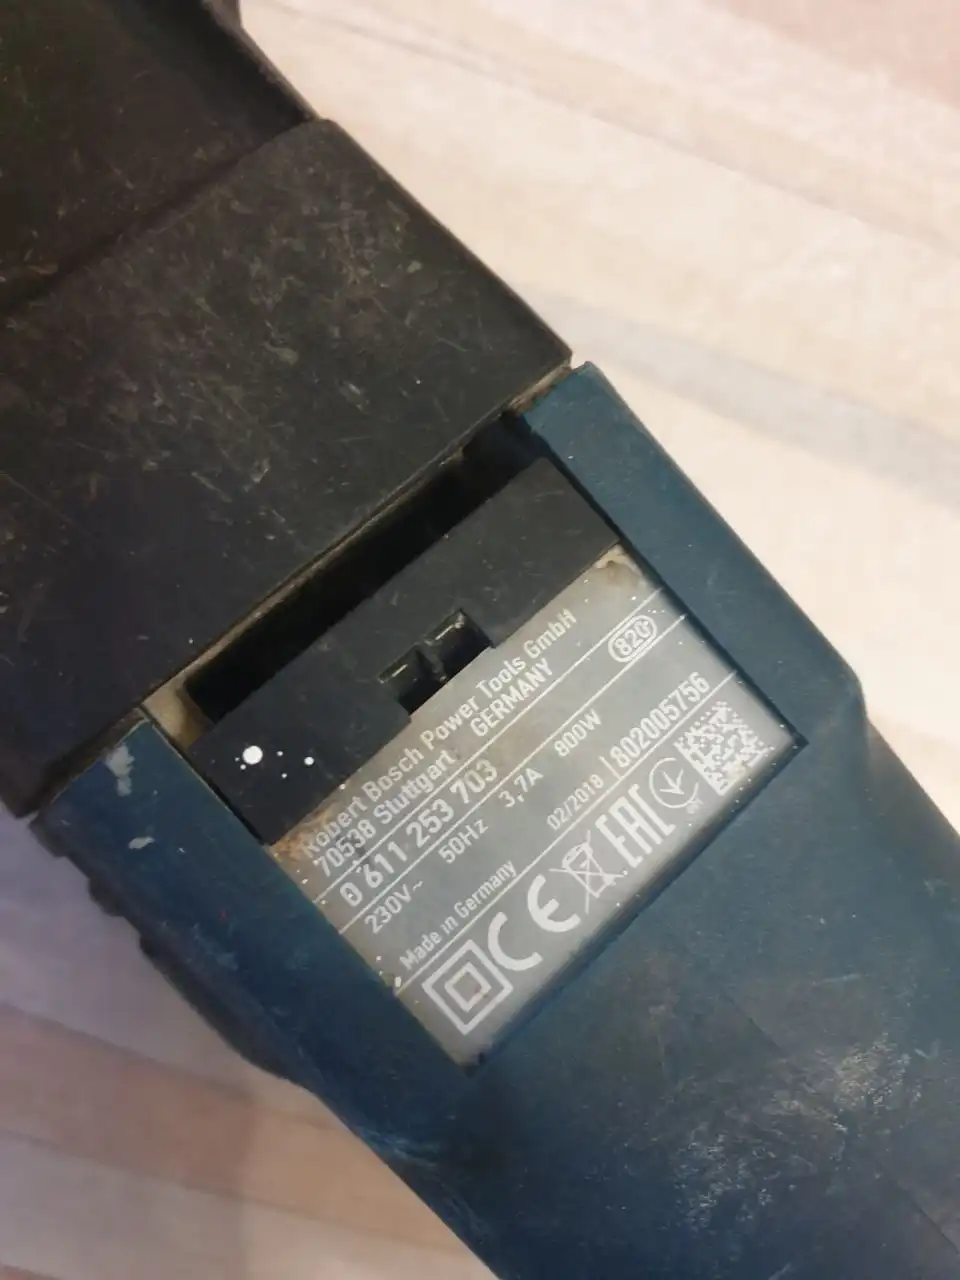 Robert Bosch Power Tools GmbH
70538 Stuttgart GERMANY
0 611 253 703
820
230V~ 50Hz 3,7A 800W
Made in Germany 02/2018 802005756
CE EAC